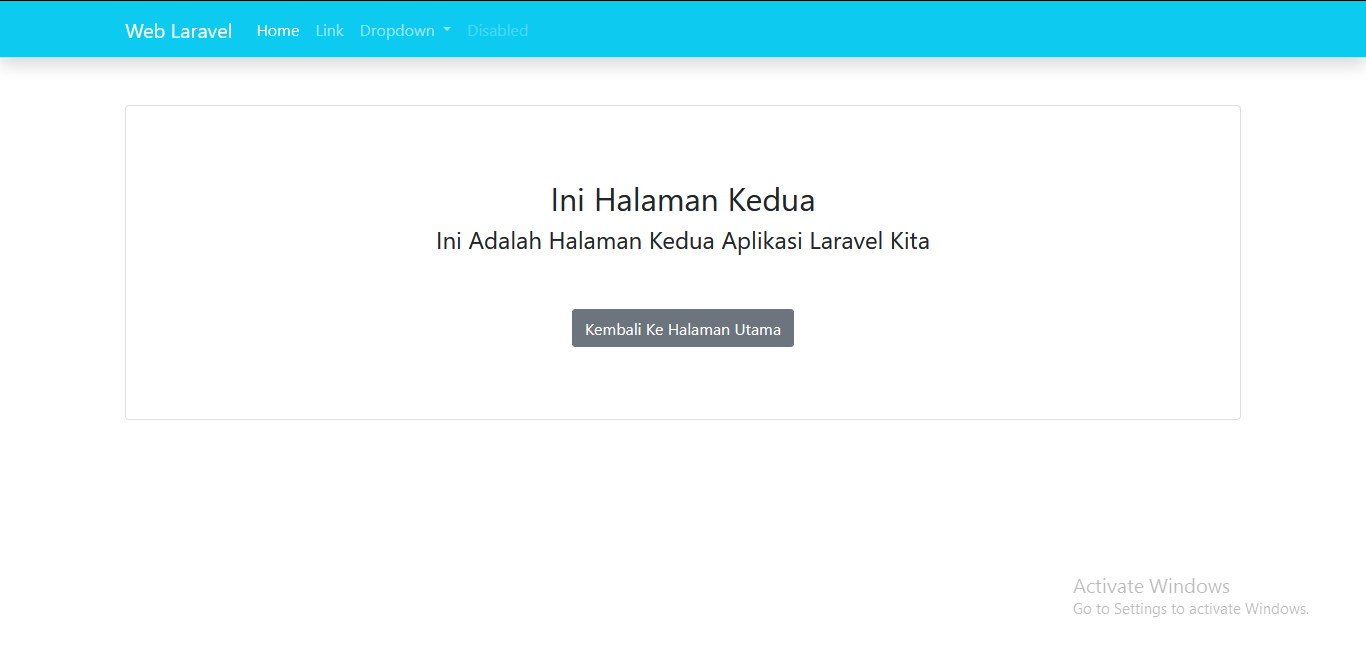 Web Laravel Home Link Dropdown Disabled
Ini Halaman Kedua
Ini Adalah Halaman Kedua Aplikasi Laravel Kita
Kembali Ke Halaman Utama
Activate Windows
Go to Settings to activate Windows.